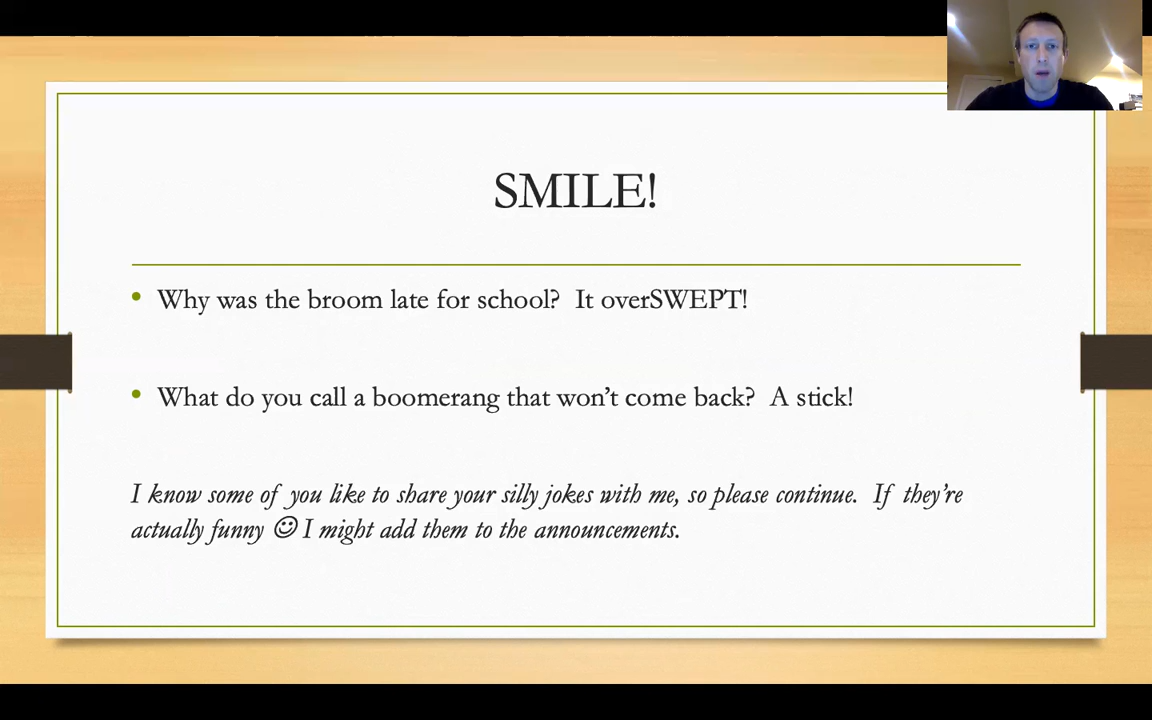 SMILE!
Why was the broom late for school?  It overSWEPT!
What do you call a boomerang that won’t come back?  A stick!
I know some of you like to share your silly jokes with me, so please continue.  If they’re
actually funny ☺ I might add them to the announcements.